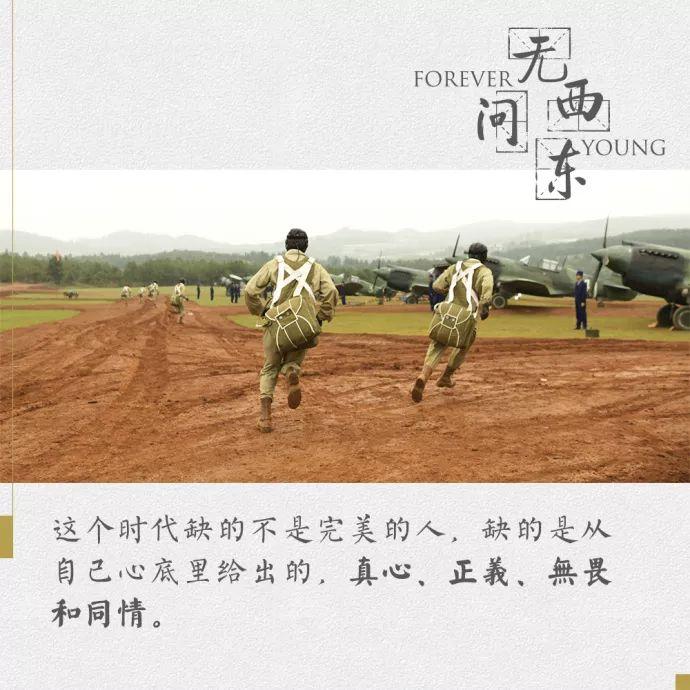 FOREVER
无问西东
YOUNG
这个时代缺的不是完美的人，缺的是从
自己心底里给出的，真心、正義、無畏
和同情。